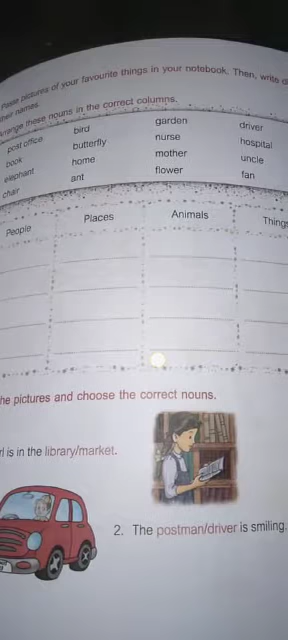 Paste pictures of your favourite things in your notebook. Then, write
their names.
Arrange these nouns in the correct columns.
post office bird garden driver
book butterfly nurse hospital
elephant home mother uncle
chair ant flower fan
People Places Animals Things
the pictures and choose the correct nouns.
is in the library/market.
2. The postman/driver is smiling.